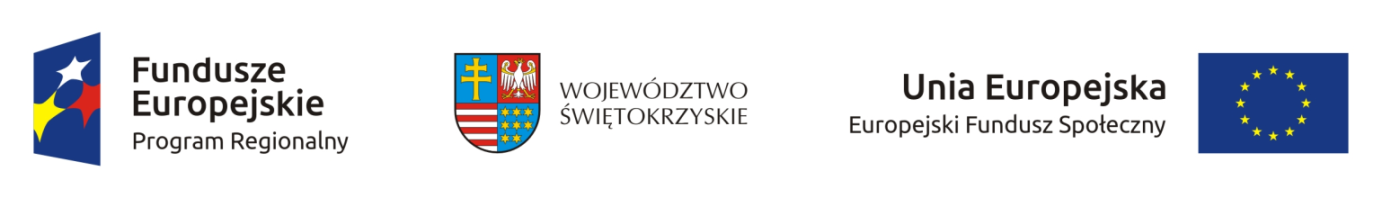 Fundusze
Europejskie
Program Regionalny
WOJEWÓDZTWO
ŚWIĘTOKRZYSKIE
Unia Europejska
Europejski Fundusz Społeczny